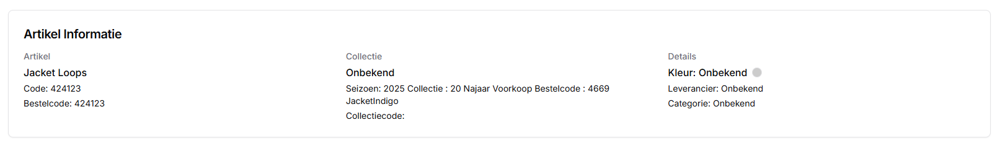 Artikel Informatie
Artikel
Jacket Loops
Code: 424123
Bestelcode: 424123
Collectie
Onbekend
Seizoen: 2025 Collectie : 20 Najaar Voorkoop Bestelcode : 4669
JacketIndigo
Collectiecode:
Details
Kleur: Onbekend
Leverancier: Onbekend
Categorie: Onbekend